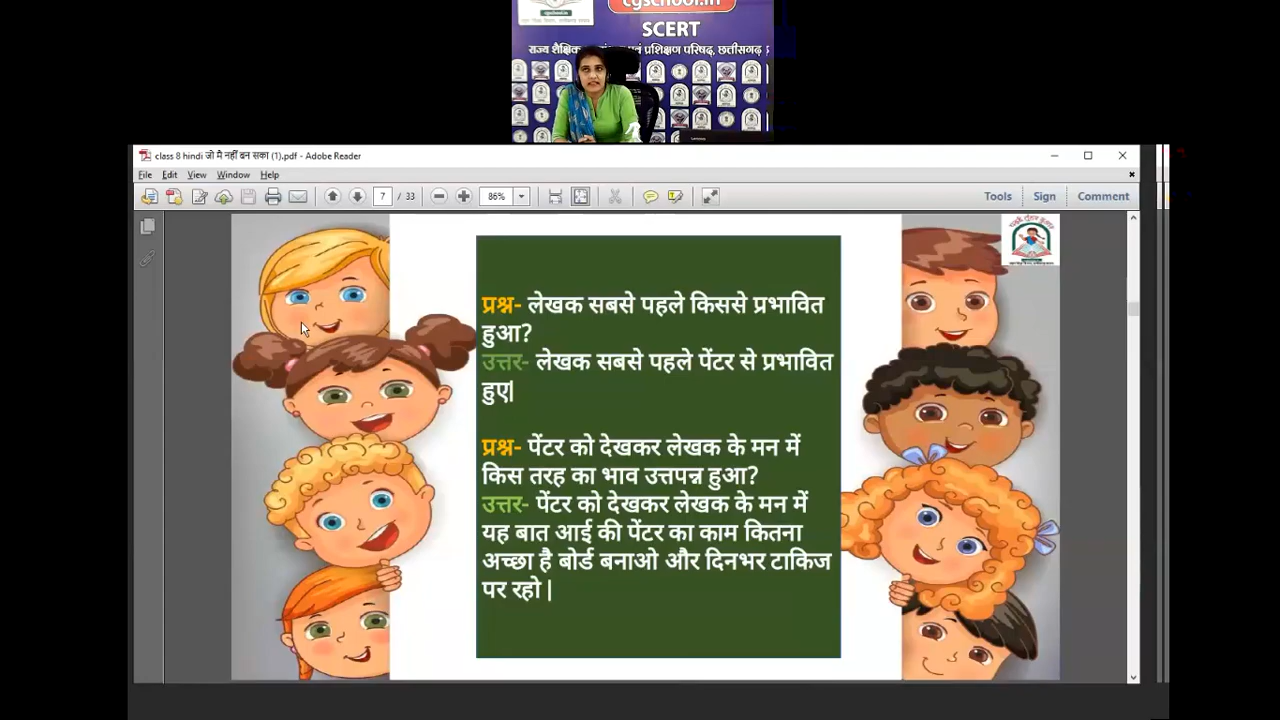 cgschool.in
SCERT
राज्य शैक्षिक एवं प्रशिक्षण परिषद, छत्तीसगढ़
class 8 hindi जो मै नहीं बन सका (1).pdf - Adobe Reader
File Edit View Window Help
7 / 33 86% Tools Sign Comment
प्रश्न- लेखक सबसे पहले किससे प्रभावित
हुआ?
उत्तर- लेखक सबसे पहले पेंटर से प्रभावित
हुए|
प्रश्न- पेंटर को देखकर लेखक के मन में
किस तरह का भाव उत्तपन्न हुआ?
उत्तर- पेंटर को देखकर लेखक के मन में
यह बात आई की पेंटर का काम कितना
अच्छा है बोर्ड बनाओ और दिनभर टाकिज
पर रहो |